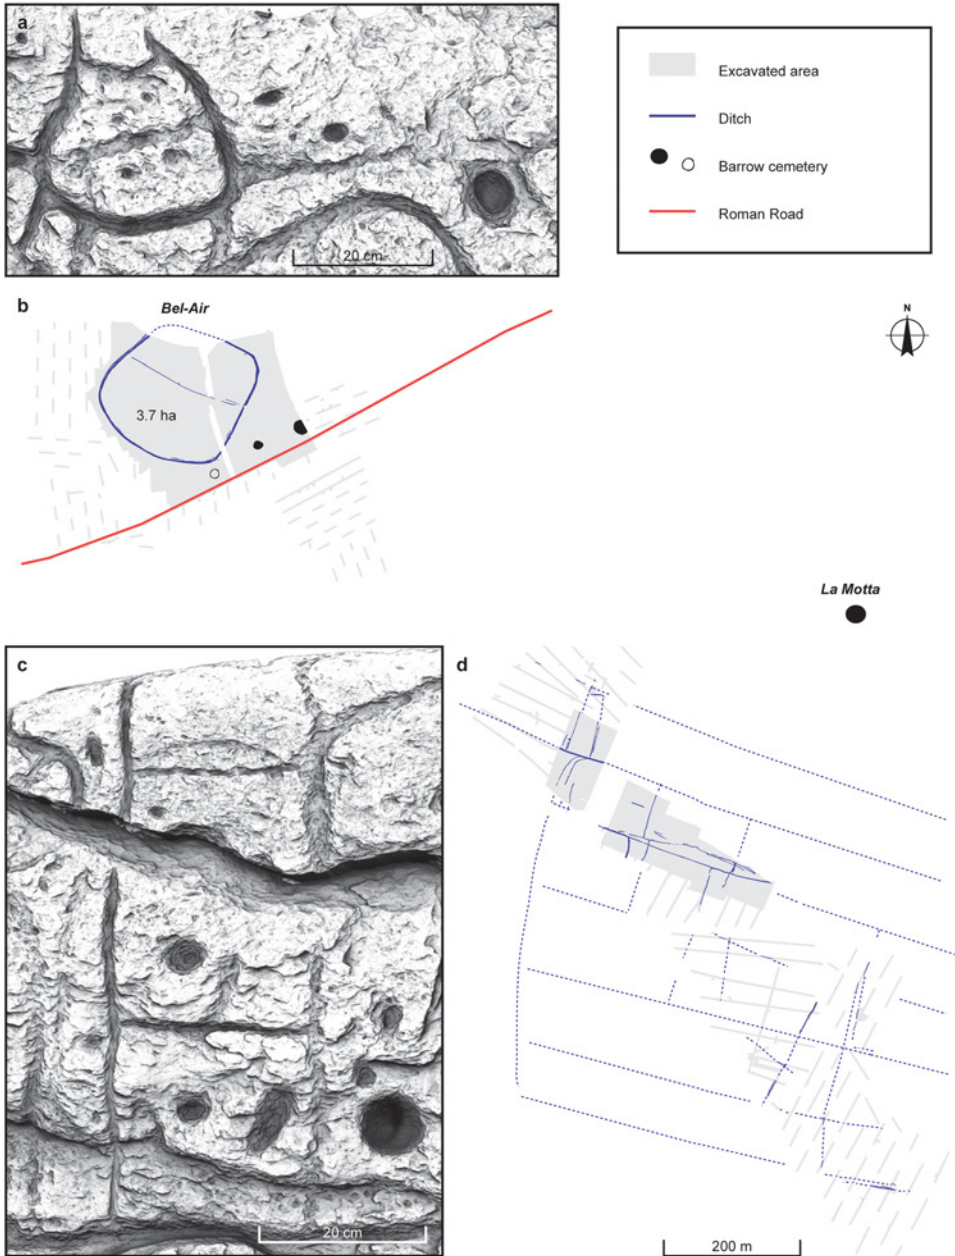 a
20 cm
Excavated area
Ditch
Barrow cemetery
Roman Road
b
Bel-Air
3.7 ha
N
La Motta
c
20 cm
d
200 m